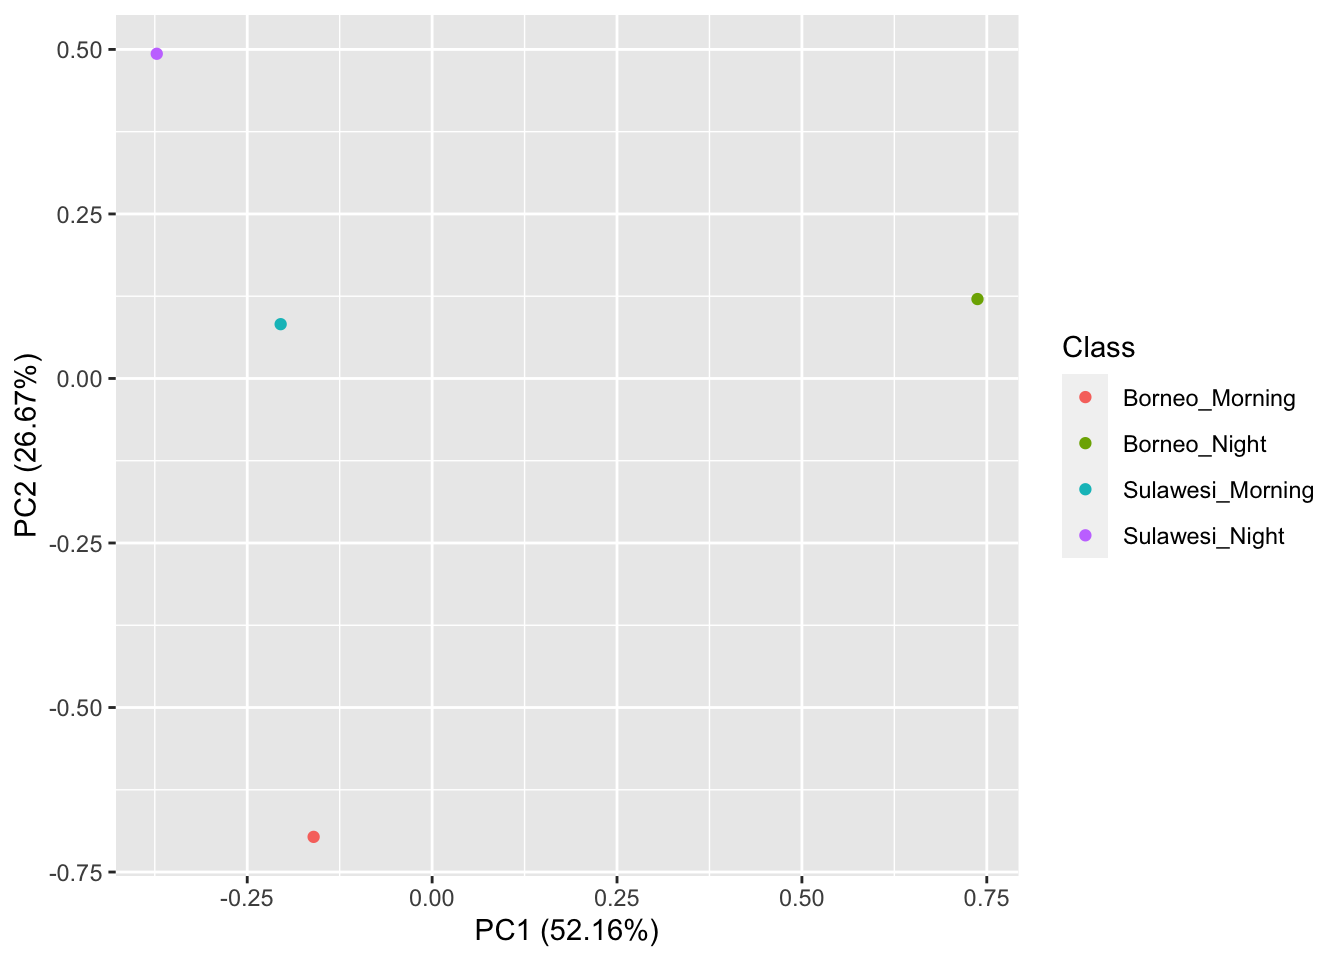 0.50
0.25
0.00
-0.25
-0.50
-0.75
PC2 (26.67%)
-0.25 0.00 0.25 0.50 0.75
PC1 (52.16%)
Class
Borneo_Morning
Borneo_Night
Sulawesi_Morning
Sulawesi_Night